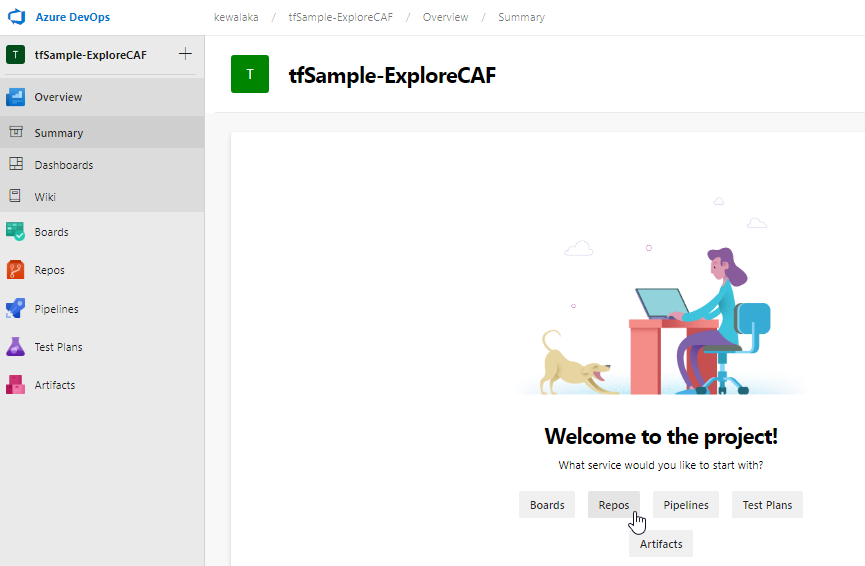 Azure DevOps
kewalaka / tfSample-ExploreCAF / Overview / Summary
T tfSample-ExploreCAF +
Overview
Summary
Dashboards
Wiki
Boards
Repos
Pipelines
Test Plans
Artifacts
T tfSample-ExploreCAF
Welcome to the project!
What service would you like to start with?
Boards Repos Pipelines Test Plans
Artifacts